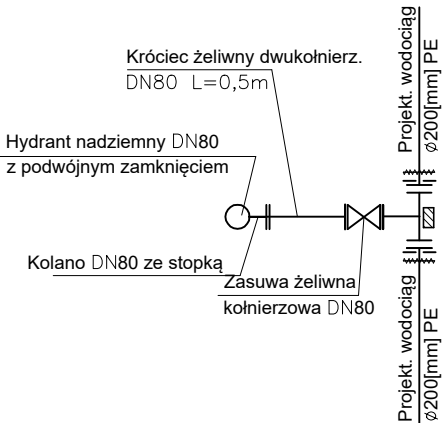 Króciec żeliwny dwukołnierz.
DN80 L=0,5m
Hydrant nadziemny DN80
z podwójnym zamknięciem
Kolano DN80 ze stopką
Zasuwa żeliwna
kołnierzowa DN80
Projekt. wodociąg
ø200[mm] PE
Projekt. wodociąg
ø200[mm] PE